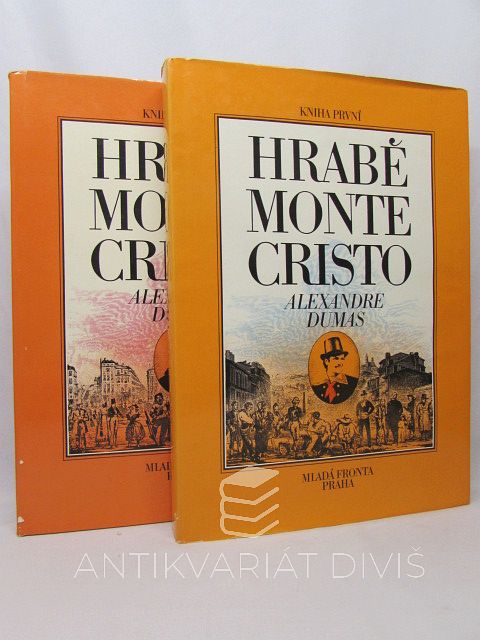 KNIHA PRVNÍ
HRABĚ
MONTE
CRISTO
ALEXANDRE
DUMAS
MLADÁ FRONTA
PRAHA
ANTIKVARIÁT DIVIŠ